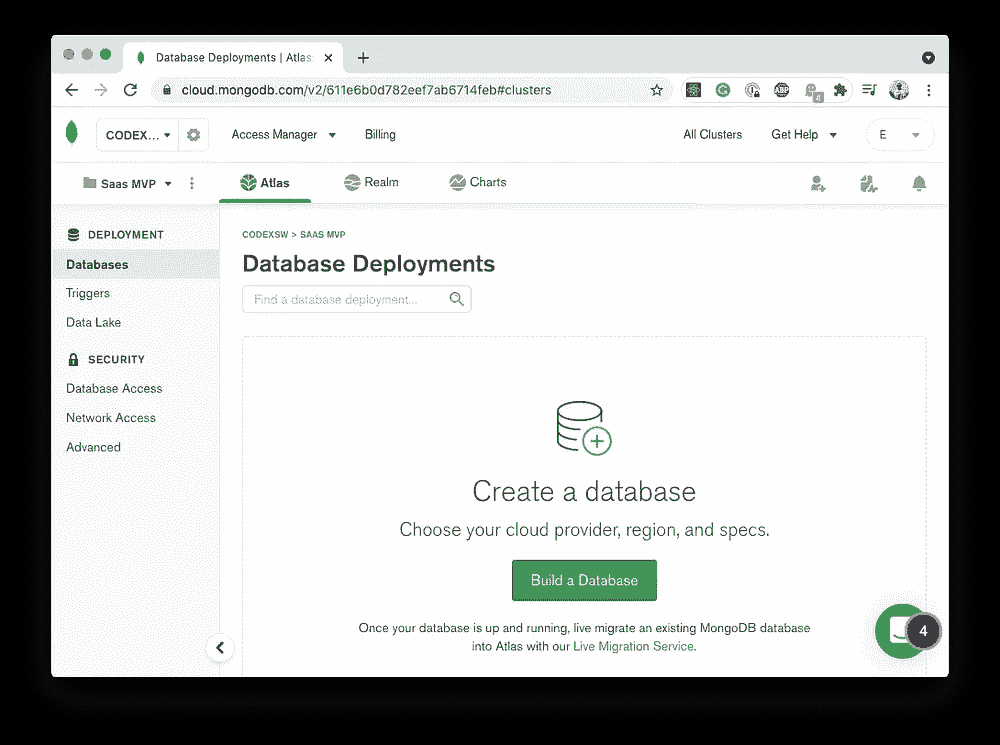 Database Deployments | Atlas:
cloud.mongodb.com/v2/611e6b0d782eef7ab6714feb#clusters
ABP
4
CODEX...
Access Manager
Billing
All Clusters
Get Help
E
Saas MVP
Atlas
Realm
Charts
DEPLOYMENT
Databases
Triggers
Data Lake
SECURITY
Database Access
Network Access
Advanced
CODEXSW > SAAS MVP
Database Deployments
Find a database deployment...
Create a database
Choose your cloud provider, region, and specs.
Build a Database
Once your database is up and running, live migrate an existing MongoDB database
into Atlas with our Live Migration Service.
4